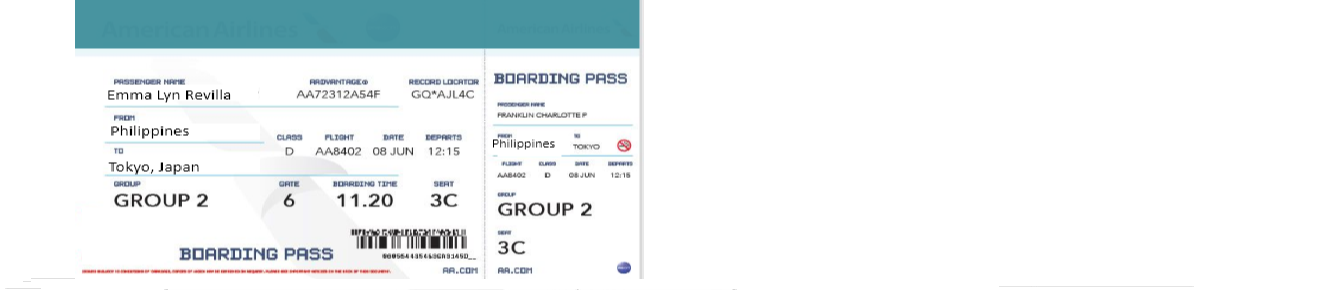 American Airlines
PASSENGER NAME
Emma Lyn Revilla
AADVANTAGE®
AA72312A54F
RECORD LOCATOR
GQ*AJL4C
FROM
Philippines
TO
Tokyo, Japan
CLASS FLIGHT DATE DEPARTS
D AA8402 08 JUN 12:15
GROUP GATE BOARDING TIME SEAT
GROUP 2 6 11.20 3C
BOARDING PASS
AA.COM
BOARDING PASS
PASSENGER NAME
FRANKLIN CHARLOTTE P
FROM TO
Philippines TOKYO
FLIGHT CLASS DATE DEPARTS
AA8402 D 08 JUN 12:15
GROUP
GROUP 2
SEAT
3C
AA.COM